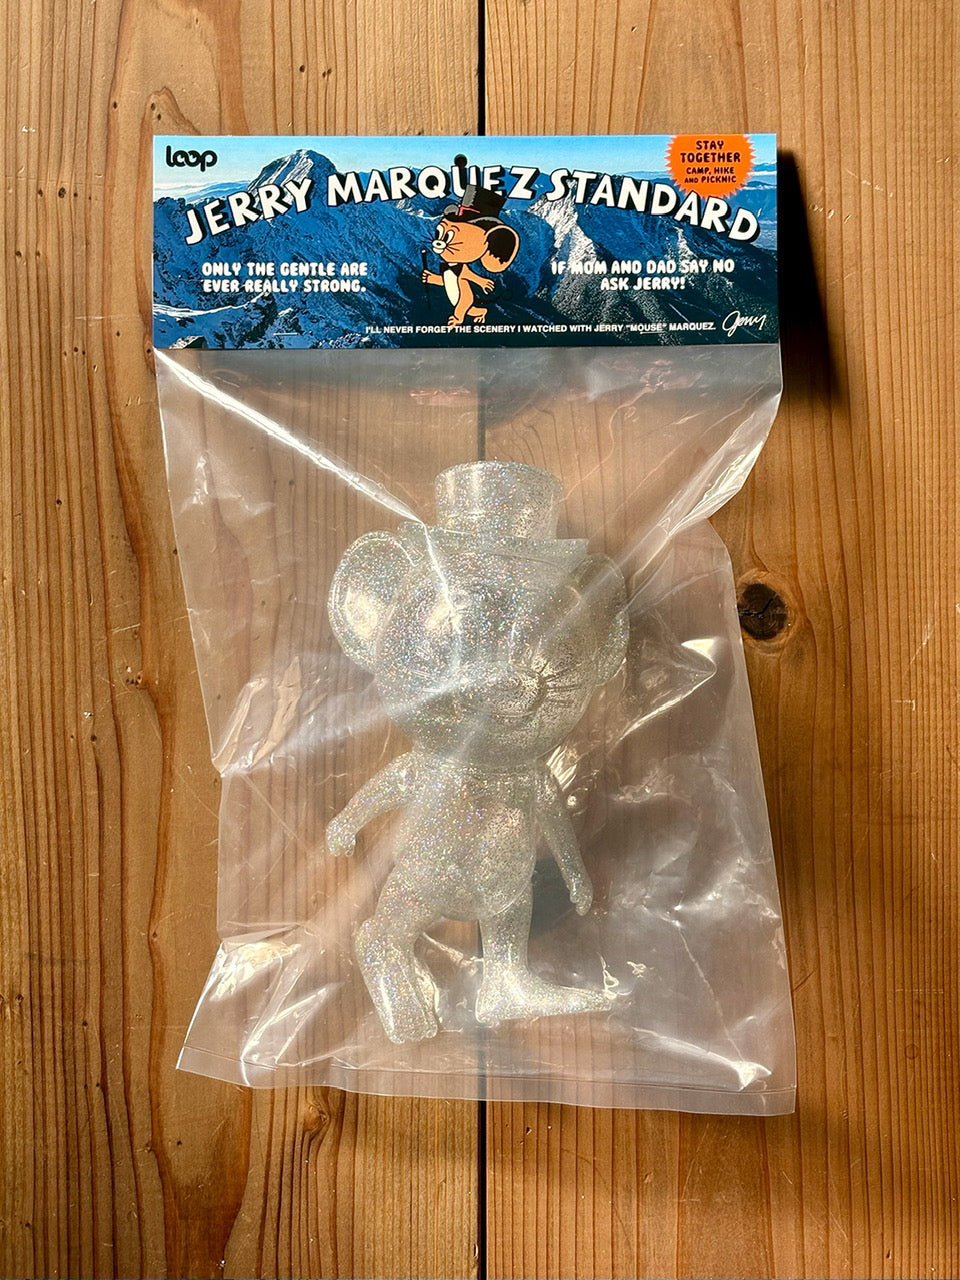 loop
STAY
TOGETHER
CAMP, HIKE
AND PICKNIC
JERRY MARQUEZ STANDARD
ONLY THE GENTLE ARE
EVER REALLY STRONG.
IF MOM AND DAD SAY NO
ASK JERRY!
I'LL NEVER FORGET THE SCENERY I WATCHED WITH JERRY "MOUSE" MARQUEZ.
Jerry